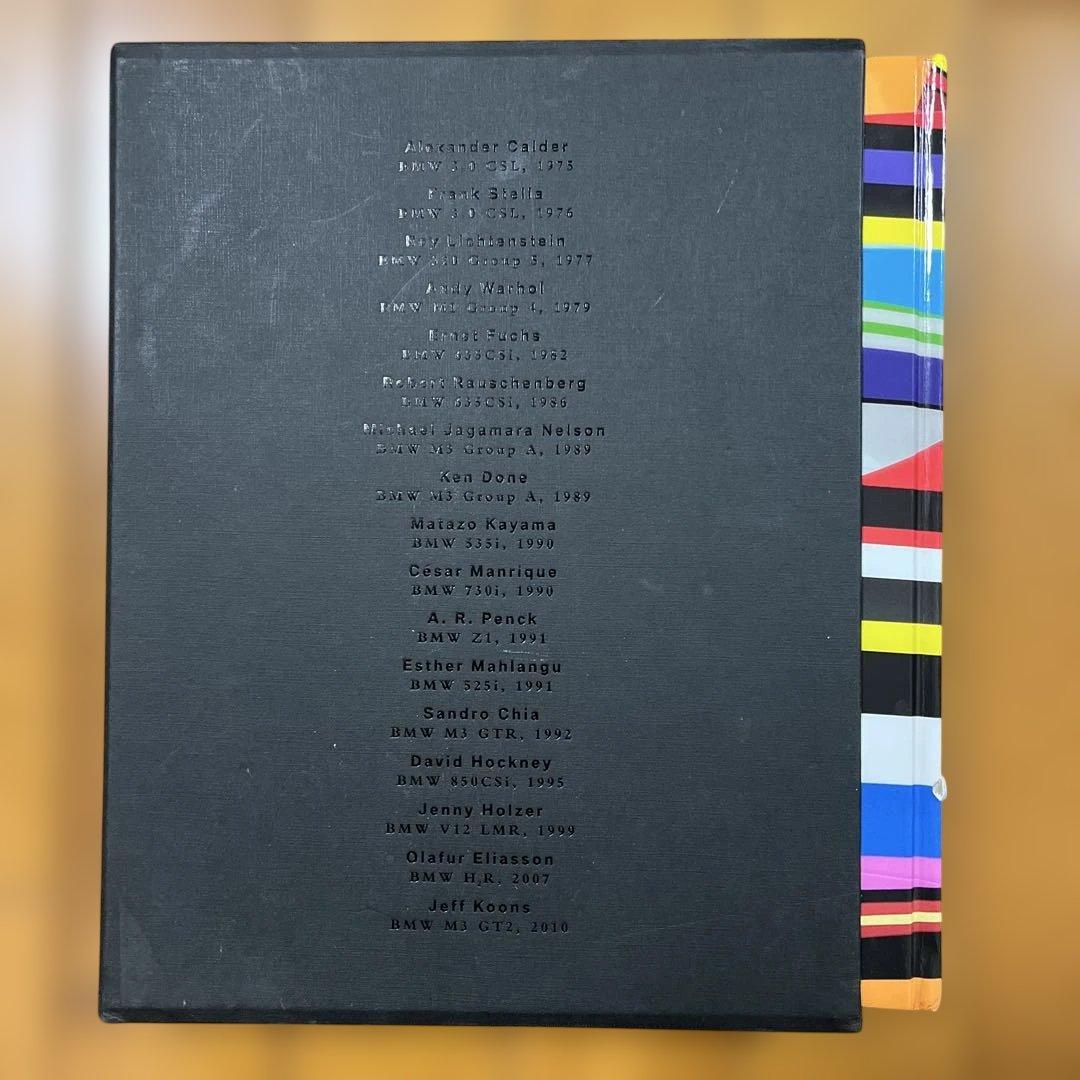 Alexander Calder
BMW 3.0 CSL, 1975
Frank Stella
BMW 3.0 CSL, 1976
Roy Lichtenstein
BMW 320 Group 5, 1977
Andy Warhol
BMW M1 Group 4, 1979
Ernst Fuchs
BMW 635CSi, 1982
Robert Rauschenberg
BMW 635CSi, 1986
Michael Jagamara Nelson
BMW M3 Group A, 1989
Ken Done
BMW M3 Group A, 1989
Matazo Kayama
BMW 535i, 1990
César Manrique
BMW 730i, 1990
A. R. Penck
BMW Z1, 1991
Esther Mahlangu
BMW 525i, 1991
Sandro Chia
BMW M3 GTR, 1992
David Hockney
BMW 850CSi, 1995
Jenny Holzer
BMW V12 LMR, 1999
Olafur Eliasson
BMW H₂R, 2007
Jeff Koons
BMW M3 GT2, 2010